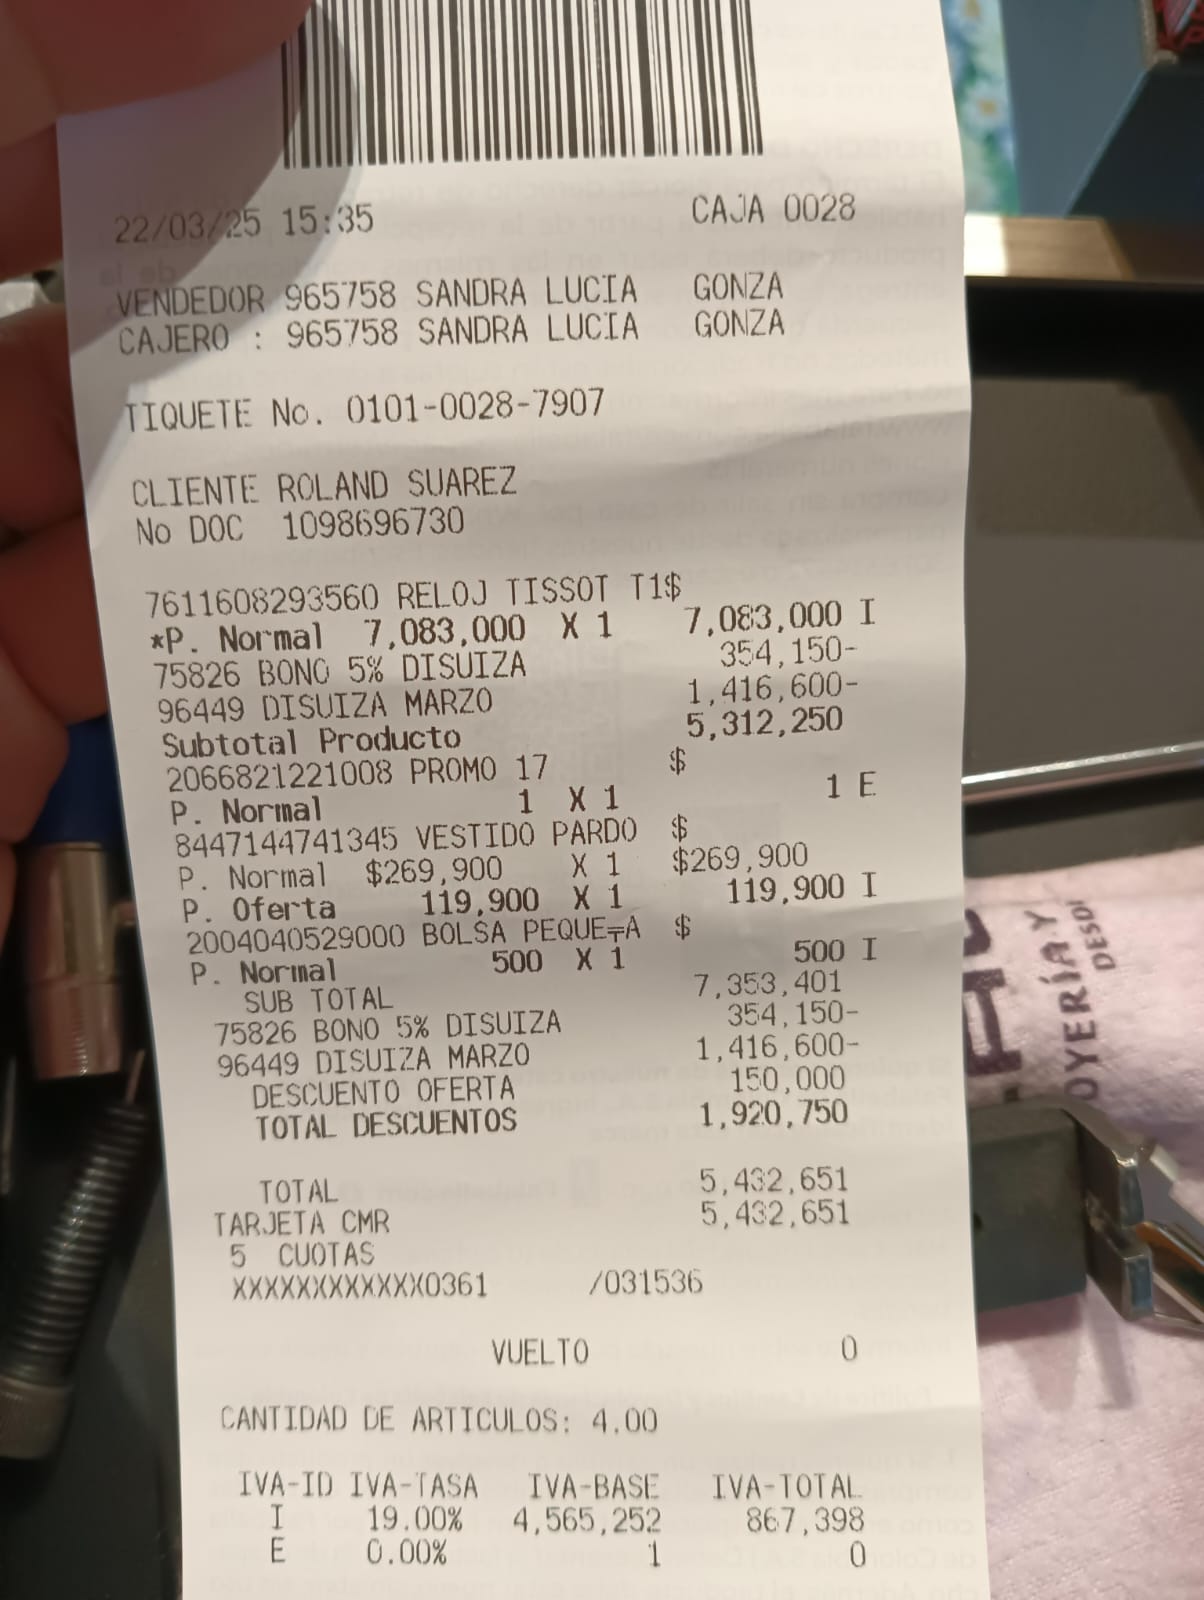 22/03/25 15:35 CAJA 0028
VENDEDOR 965758 SANDRA LUCIA GONZA
CAJERO : 965758 SANDRA LUCIA GONZA
TIQUETE No. 0101-0028-7907
CLIENTE ROLAND SUAREZ
No DOC 1098696730
7611608293560 RELOJ TISSOT T1$
*P. Normal 7,083,000 X 1 7,083,000 I
75826 BONO 5% DISUIZA 354,150-
96449 DISUIZA MARZO 1,416,600-
Subtotal Producto 5,312,250
2066821221008 PROMO 17 $
P. Normal 1 X 1 1 E
8447144741345 VESTIDO PARDO $
P. Normal $269,900 X 1 $269,900
P. Oferta 119,900 X 1 119,900 I
2004040529000 BOLSA PEQUE╤A $
P. Normal 500 X 1 500 I
SUB TOTAL 7,353,401
75826 BONO 5% DISUIZA 354,150-
96449 DISUIZA MARZO 1,416,600-
DESCUENTO OFERTA 150,000
TOTAL DESCUENTOS 1,920,750
TOTAL 5,432,651
TARJETA CMR 5,432,651
5 CUOTAS
XXXXXXXXXXXX0361 /031536
VUELTO 0
CANTIDAD DE ARTICULOS: 4.00
IVA-ID IVA-TASA IVA-BASE IVA-TOTAL
I 19.00% 4,565,252 867,398
E 0.00% 1 0
OYERÍA Y